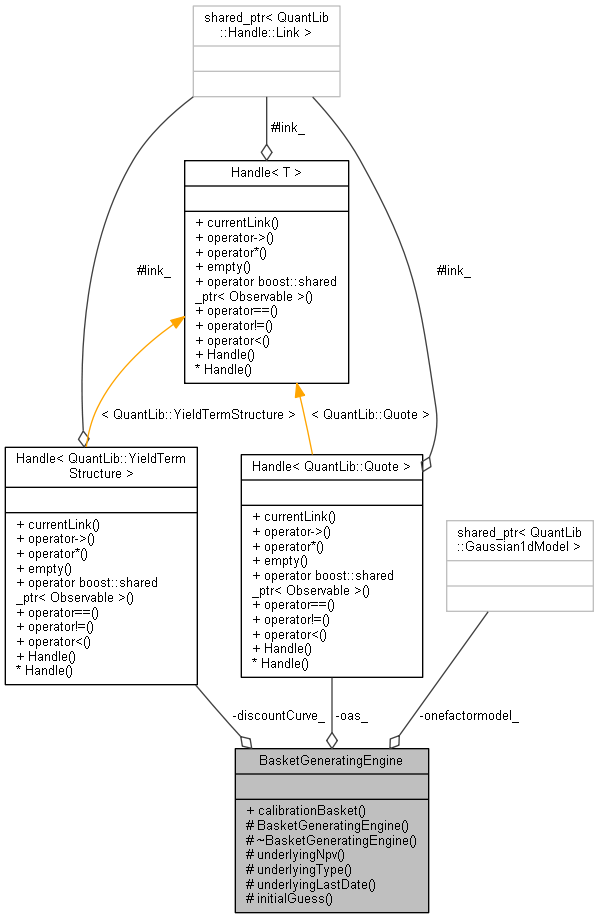 shared_ptr< QuantLib
::Handle::Link >
#link_
Handle< T >
+ currentLink()
+ operator->()
+ operator*()
+ empty()
+ operator boost::shared
_ptr< Observable >()
+ operator==()
+ operator!=()
+ operator<()
+ Handle()
* Handle()
#link_
#link_
< QuantLib::YieldTermStructure >
< QuantLib::Quote >
Handle< QuantLib::YieldTerm
Structure >
+ currentLink()
+ operator->()
+ operator*()
+ empty()
+ operator boost::shared
_ptr< Observable >()
+ operator==()
+ operator!=()
+ operator<()
+ Handle()
* Handle()
Handle< QuantLib::Quote >
+ currentLink()
+ operator->()
+ operator*()
+ empty()
+ operator boost::shared
_ptr< Observable >()
+ operator==()
+ operator!=()
+ operator<()
+ Handle()
* Handle()
shared_ptr< QuantLib
::Gaussian1dModel >
-discountCurve_
-oas_
-onefactormodel_
BasketGeneratingEngine
+ calibrationBasket()
# BasketGeneratingEngine()
# ~BasketGeneratingEngine()
# underlyingNpv()
# underlyingType()
# underlyingLastDate()
# initialGuess()